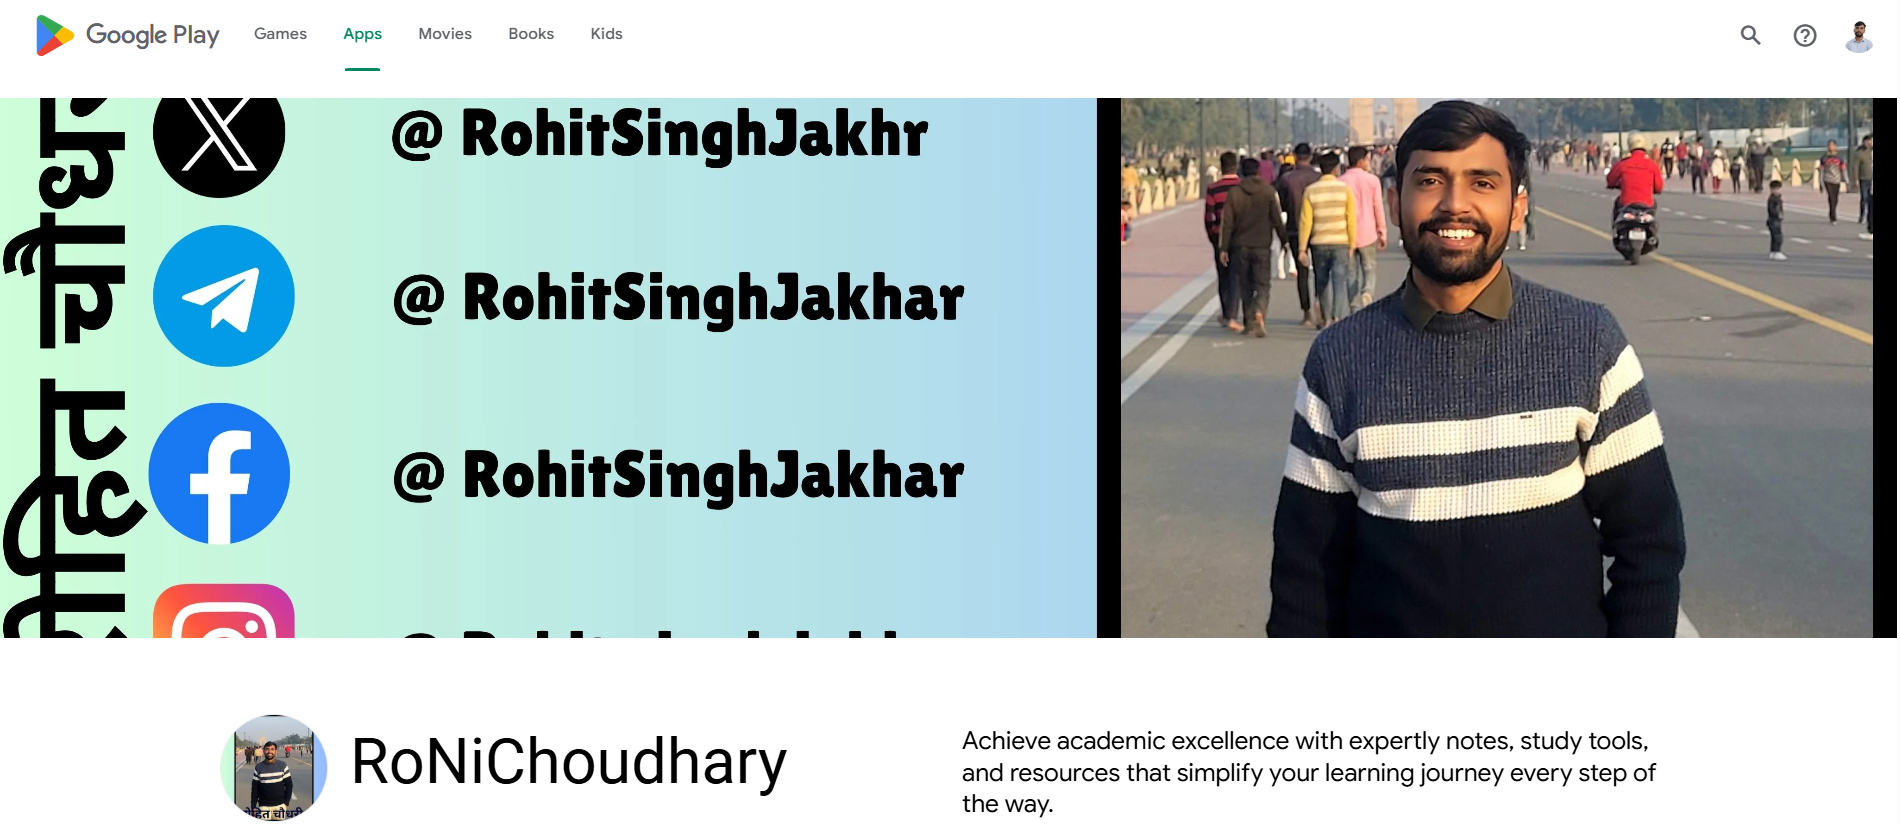 Google Play Games Apps Movies Books Kids
@ RohitSinghJakhr
@ RohitSinghJakhar
@ RohitSinghJakhar
रोहित चौधरी
RoNiChoudhary
Achieve academic excellence with expertly notes, study tools,
and resources that simplify your learning journey every step of
the way.